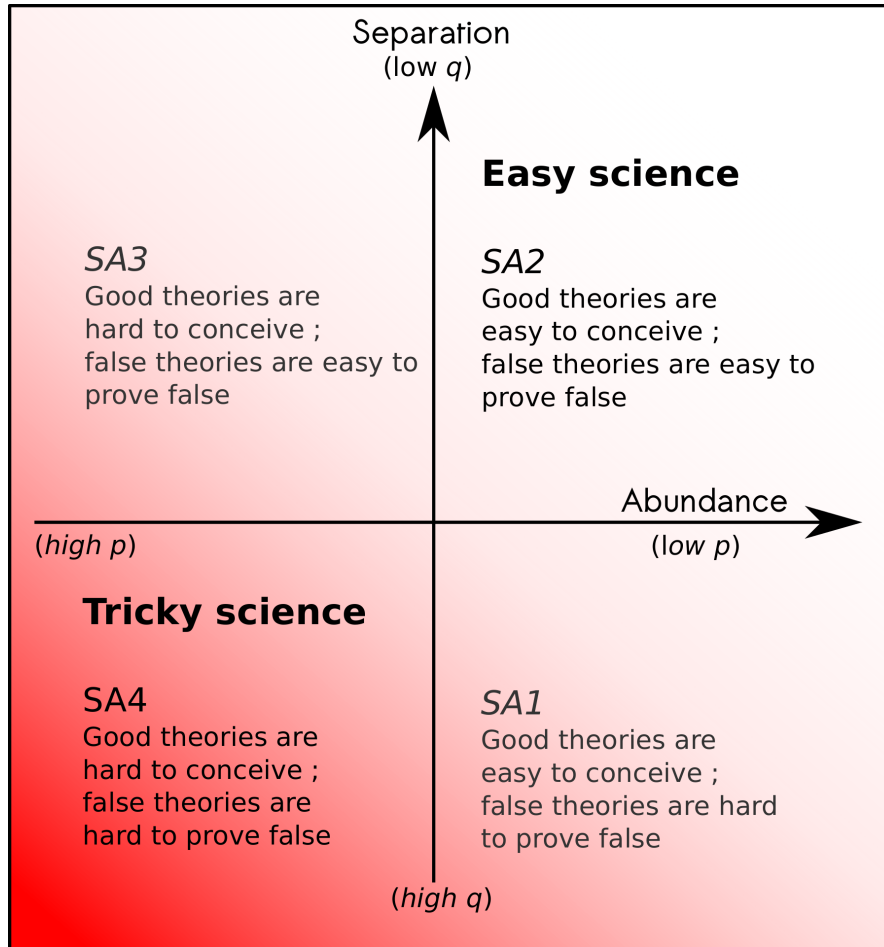 Separation
(low q)
Easy science
SA3
Good theories are
hard to conceive ;
false theories are easy to
prove false
SA2
Good theories are
easy to conceive ;
false theories are easy to
prove false
Abundance
(high p)
(low p)
Tricky science
SA4
Good theories are
hard to conceive ;
false theories are
hard to prove false
SA1
Good theories are
easy to conceive ;
false theories are hard
to prove false
(high q)